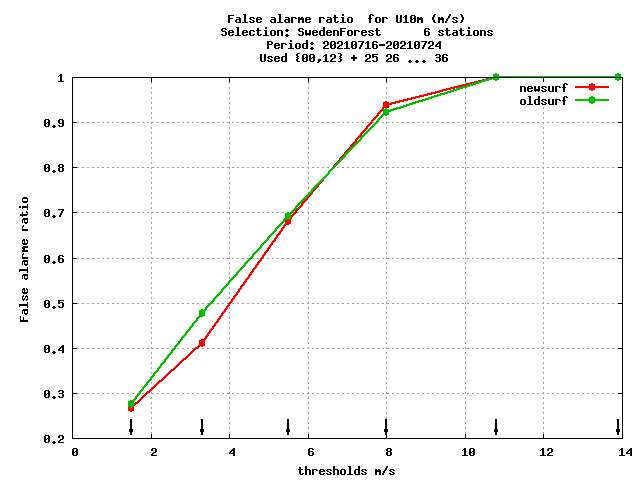 False alarme ratio  for U10m (m/s)
Selection: SwedenForest      6 stations
Period: 20210716-20210724
Used {00,12} + 25 26 ... 36
newsurf
oldsurf
False alarme ratio
1
0.9
0.8
0.7
0.6
0.5
0.4
0.3
0.2
0 2 4 6 8 10 12 14
thresholds m/s